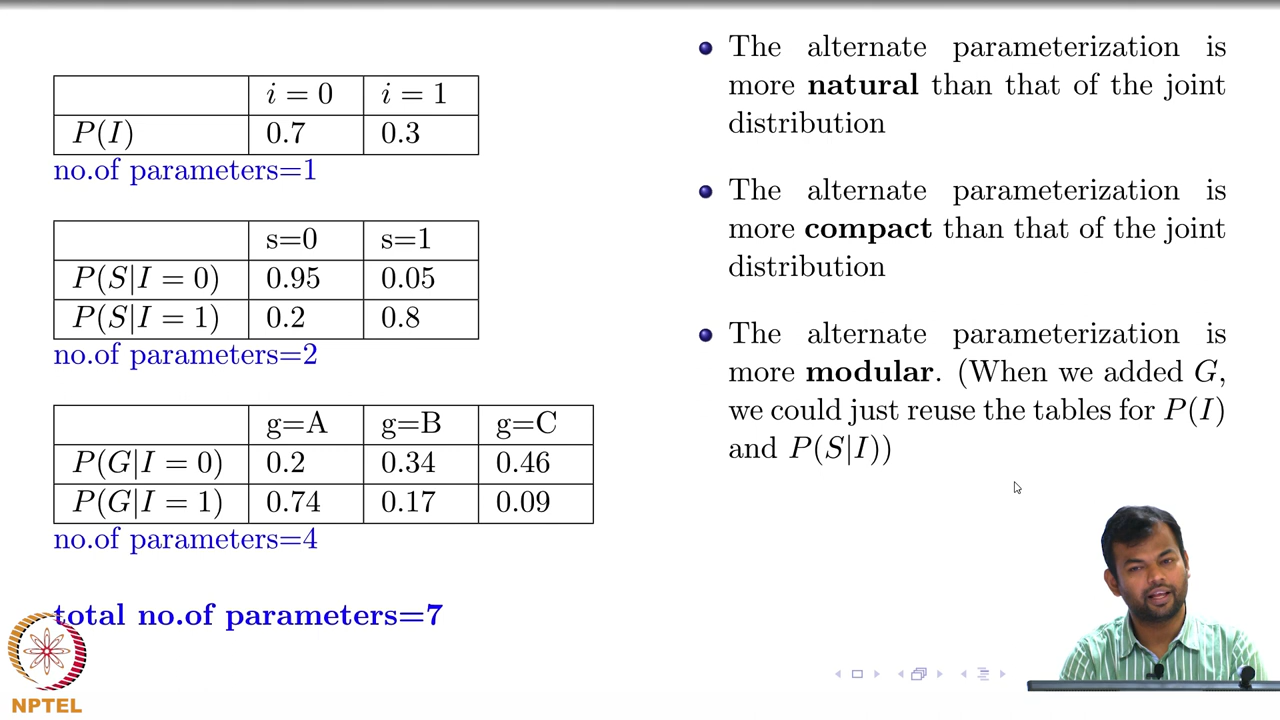 i = 0 i = 1
P(I) 0.7 0.3
no.of parameters=1
s=0 s=1
P(S|I = 0) 0.95 0.05
P(S|I = 1) 0.2 0.8
no.of parameters=2
g=A g=B g=C
P(G|I = 0) 0.2 0.34 0.46
P(G|I = 1) 0.74 0.17 0.09
no.of parameters=4
total no.of parameters=7
NPTEL
The alternate parameterization is
more natural than that of the joint
distribution
The alternate parameterization is
more compact than that of the joint
distribution
The alternate parameterization is
more modular. (When we added G,
we could just reuse the tables for P(I)
and P(S|I))